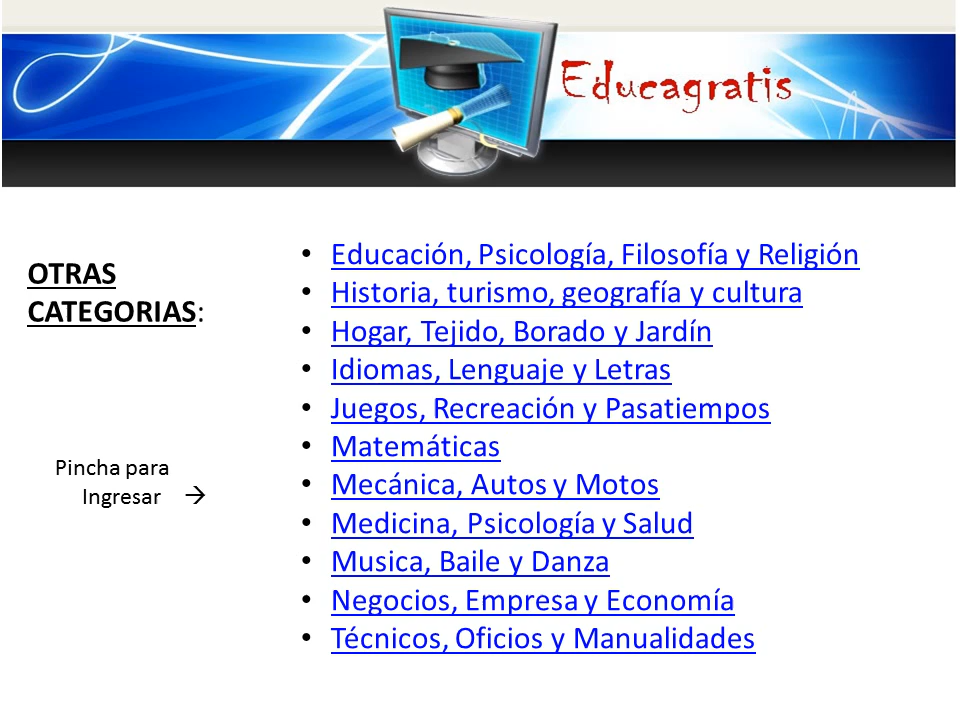 Educagratis
OTRAS
CATEGORIAS:
Pincha para
Ingresar →
• Educación, Psicología, Filosofía y Religión
• Historia, turismo, geografía y cultura
• Hogar, Tejido, Borado y Jardín
• Idiomas, Lenguaje y Letras
• Juegos, Recreación y Pasatiempos
• Matemáticas
• Mecánica, Autos y Motos
• Medicina, Psicología y Salud
• Musica, Baile y Danza
• Negocios, Empresa y Economía
• Técnicos, Oficios y Manualidades